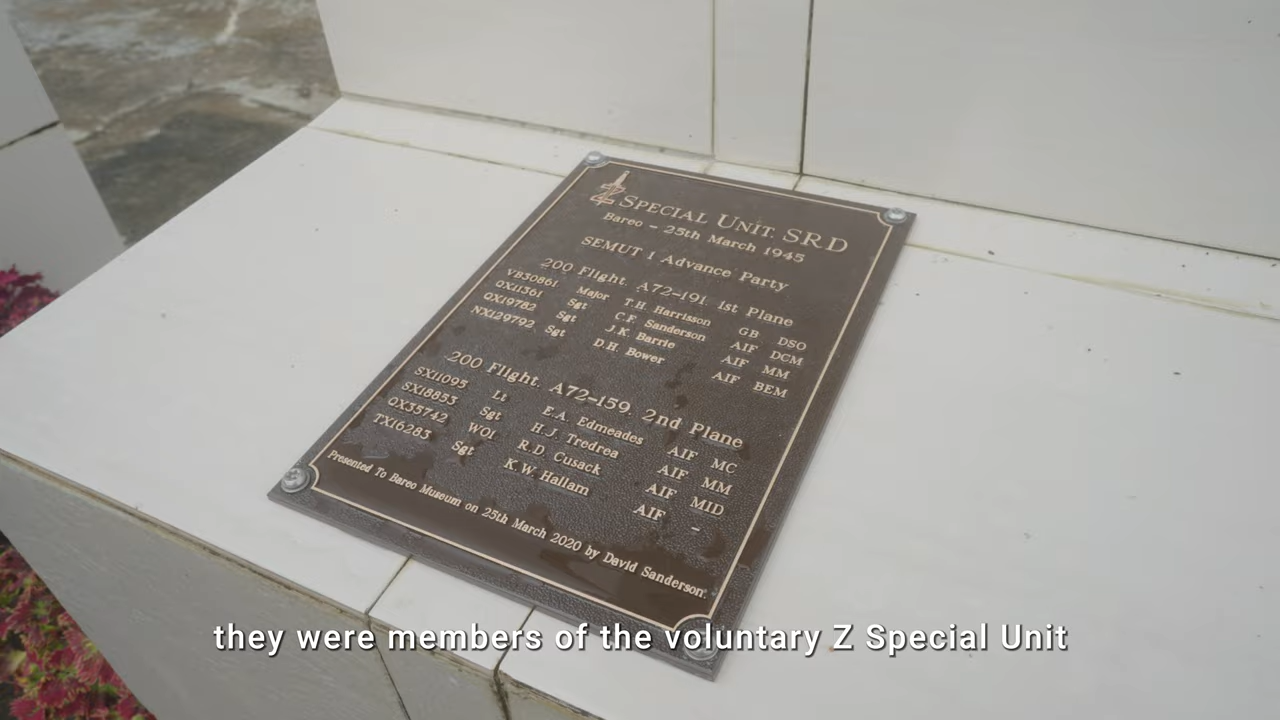 Z SPECIAL UNIT. SRD
Bareo - 25th March 1945
SEMUT 1 Advance Party
200 Flight. A72-191. 1st Plane
VB30861 Major T.H. Harrisson GB DSO
QX11361 Sgt C.F. Sanderson AIF DCM
QX19782 Sgt J.K. Barrie AIF MM
NX129792 Sgt D.H. Bower AIF BEM
200 Flight. A72-159. 2nd Plane
SX11095 Lt E.A. Edmeades AIF MC
SX18853 Sgt H.J. Tredrea AIF MM
QX35742 WO1 R.D. Cusack AIF MID
TX16283 Sgt K.W. Hallam AIF -
Presented To Bareo Museum on 25th March 2020 by David Sanderson.
they were members of the voluntary Z Special Unit